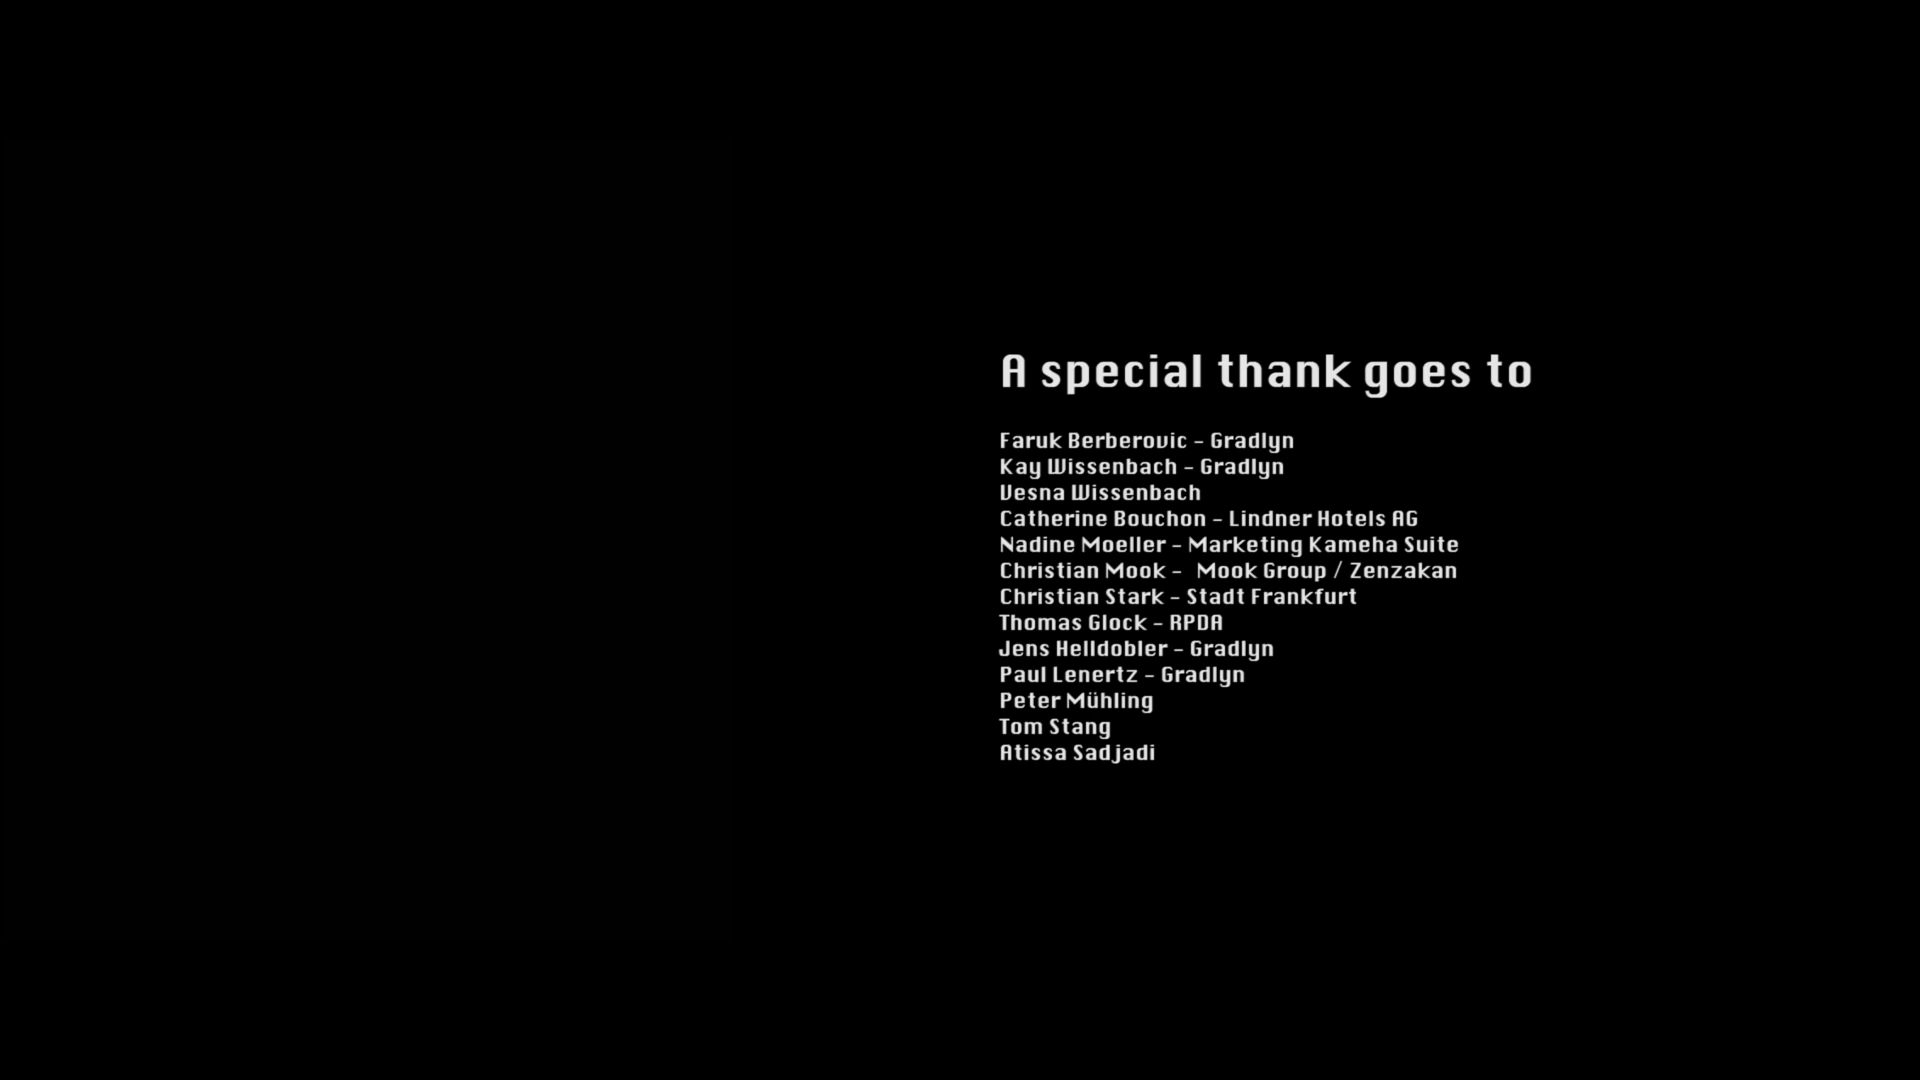 A special thank goes to
Faruk Berberovic - Gradlyn
Kay Wissenbach - Gradlyn
Vesna Wissenbach
Catherine Bouchon - Lindner Hotels AG
Nadine Moeller - Marketing Kameha Suite
Christian Mook -  Mook Group / Zenzakan
Christian Stark - Stadt Frankfurt
Thomas Glock - RPDA
Jens Helldobler - Gradlyn
Paul Lenertz - Gradlyn
Peter Mühling
Tom Stang
Atissa Sadjadi